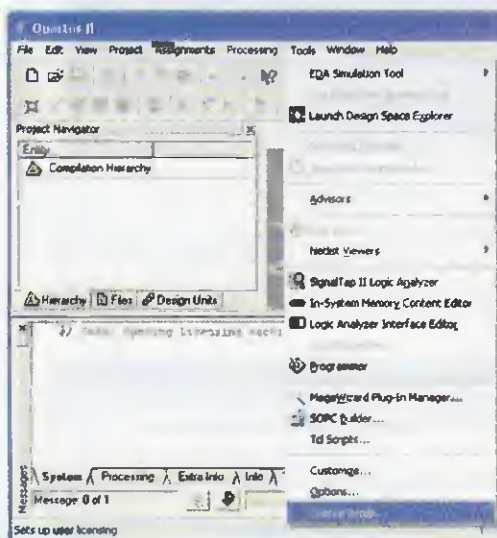 Quartus II
File Edit View Project Assignments Processing Tools Window Help
EDA Simulation Tool
Launch Design Space Explorer
Project Navigator
Entity
Compilation Hierarchy
Advisors
Netlist Viewers
SignalTap II Logic Analyzer
In-System Memory Content Editor
Logic Analyzer Interface Editor
Hierarchy Files Design Units
Programmer
MegaWizard Plug-In Manager...
SOPC Builder...
Tcl Scripts...
System Processing Extra Info Info
Customize...
Message: 0 of 1
Options...
Messages
Sets up user licensing